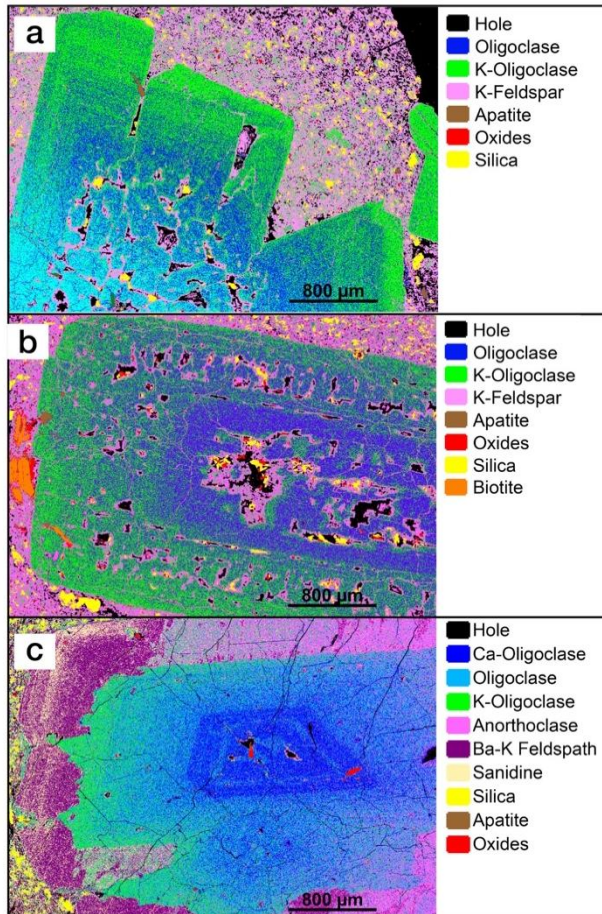 a
Hole
Oligoclase
K-Oligoclase
K-Feldspar
Apatite
Oxides
Silica
800 µm
b
Hole
Oligoclase
K-Oligoclase
K-Feldspar
Apatite
Oxides
Silica
Biotite
800 µm
c
Hole
Ca-Oligoclase
Oligoclase
K-Oligoclase
Anorthoclase
Ba-K Feldspath
Sanidine
Silica
Apatite
Oxides
800 µm